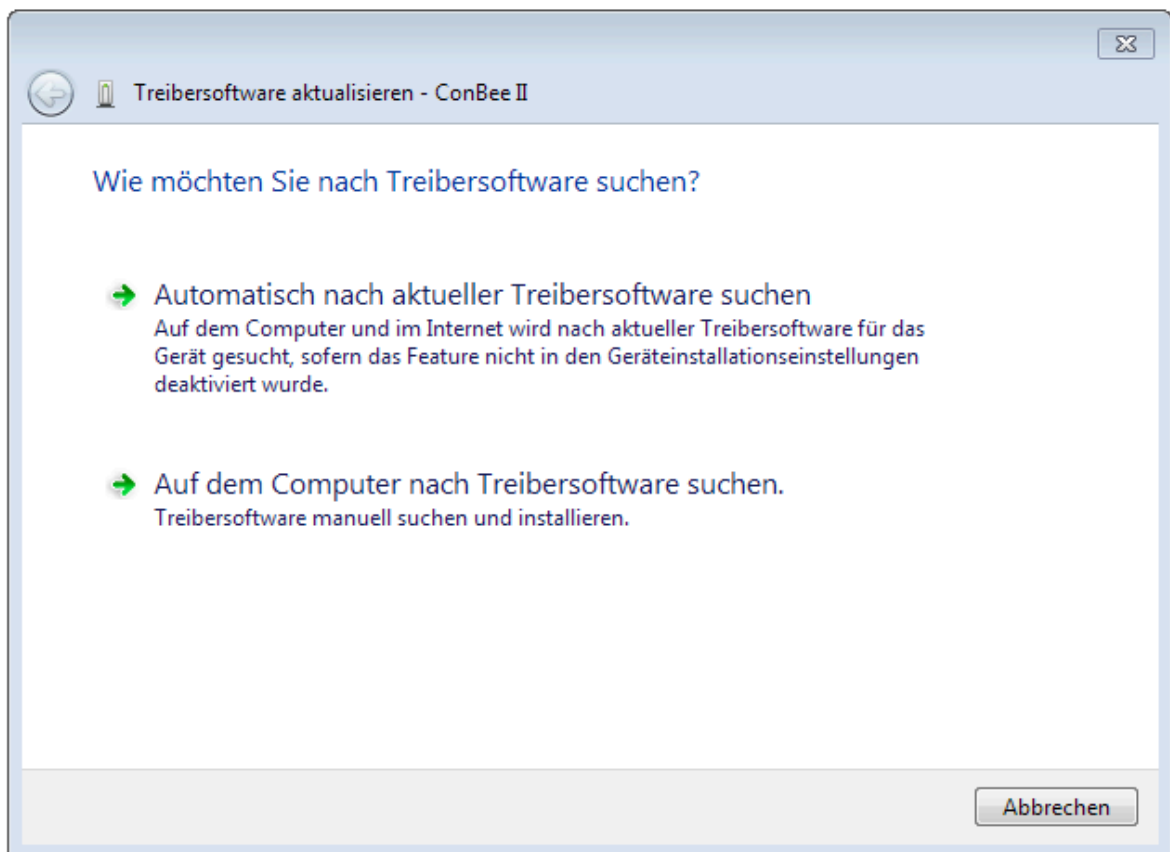 Treibersoftware aktualisieren - ConBee II
Wie möchten Sie nach Treibersoftware suchen?
Automatisch nach aktueller Treibersoftware suchen
Auf dem Computer und im Internet wird nach aktueller Treibersoftware für das
Gerät gesucht, sofern das Feature nicht in den Geräteinstallationseinstellungen
deaktiviert wurde.
Auf dem Computer nach Treibersoftware suchen.
Treibersoftware manuell suchen und installieren.
Abbrechen